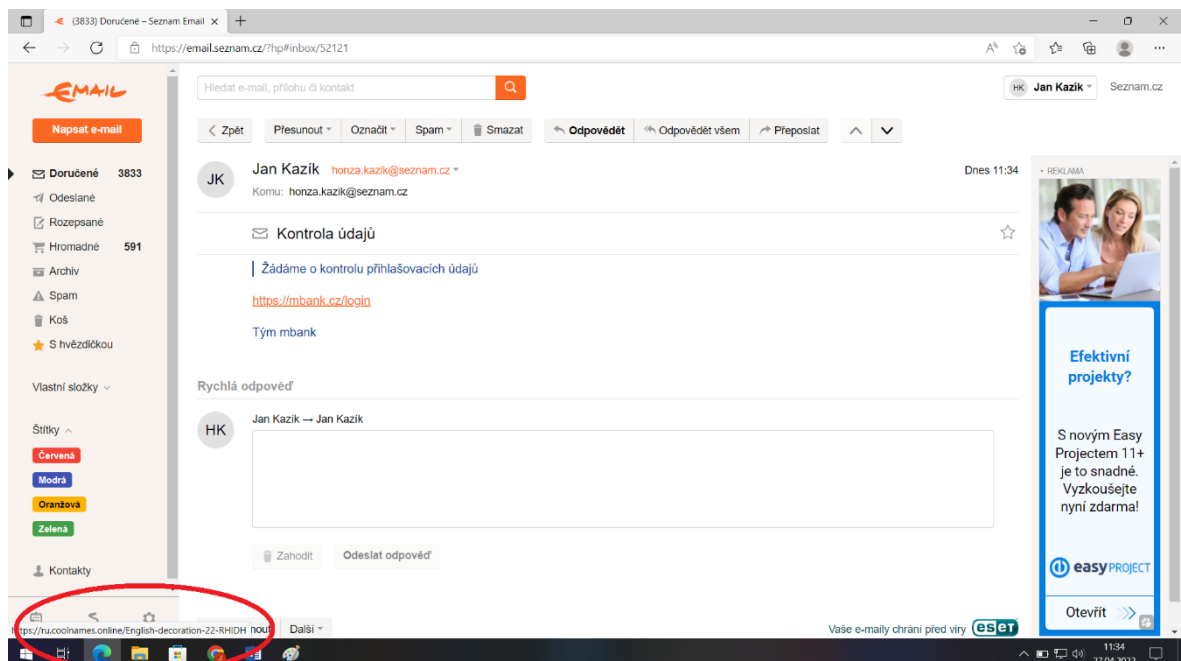 (3833) Doručené – Seznam Email
https://email.seznam.cz/?hp#inbox/52121
EMAIL
Hledat e-mail, přílohu či kontakt
HK Jan Kazík
Seznam.cz
Napsat e-mail
Zpět Přesunout Označit Spam Smazat Odpovědět Odpovědět všem Přeposlat
Doručené 3833
Odeslané
Rozepsané
Hromadné 591
Archiv
Spam
Koš
S hvězdičkou
Vlastní složky
Štítky
Červená
Modrá
Oranžová
Zelená
Kontakty
JK
Jan Kazík honza.kazik@seznam.cz
Dnes 11:34
Komu: honza.kazik@seznam.cz
Kontrola údajů
Žádáme o kontrolu přihlašovacích údajů
https://mbank.cz/login
Tým mbank
Rychlá odpověď
HK
Jan Kazík → Jan Kazík
Zahodit Odeslat odpověď
Další
Vaše e-maily chrání před viry eseT
REKLAMA
Efektivní
projekty?
S novým Easy
Projectem 11+
je to snadné.
Vyzkoušejte
nyní zdarma!
easy PROJECT
Otevřít
https://ru.coolnames.online/English-decoration-22-RHIDH
11:34
27.04.2022